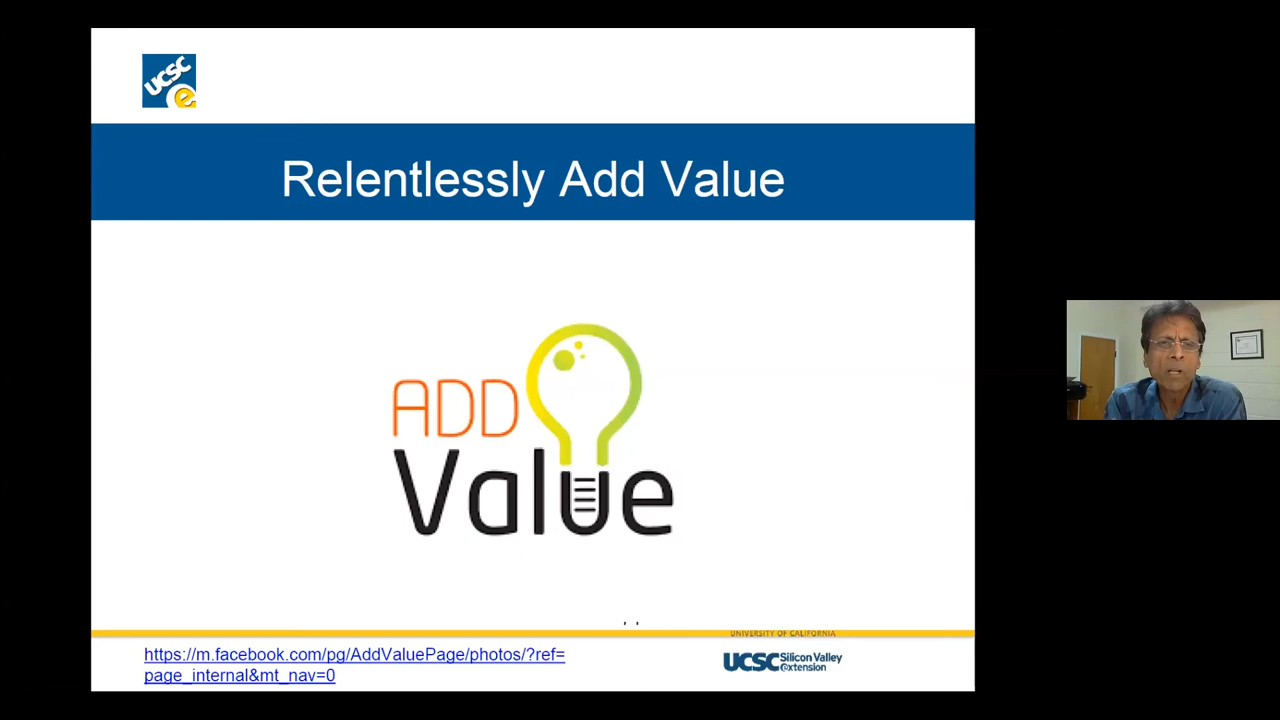 UCSC
e
Relentlessly Add Value
ADD
Value
https://m.facebook.com/pg/AddValuePage/photos/?ref=
page_internal&mt_nav=0
UNIVERSITY OF CALIFORNIA
UCSC Silicon Valley
Extension